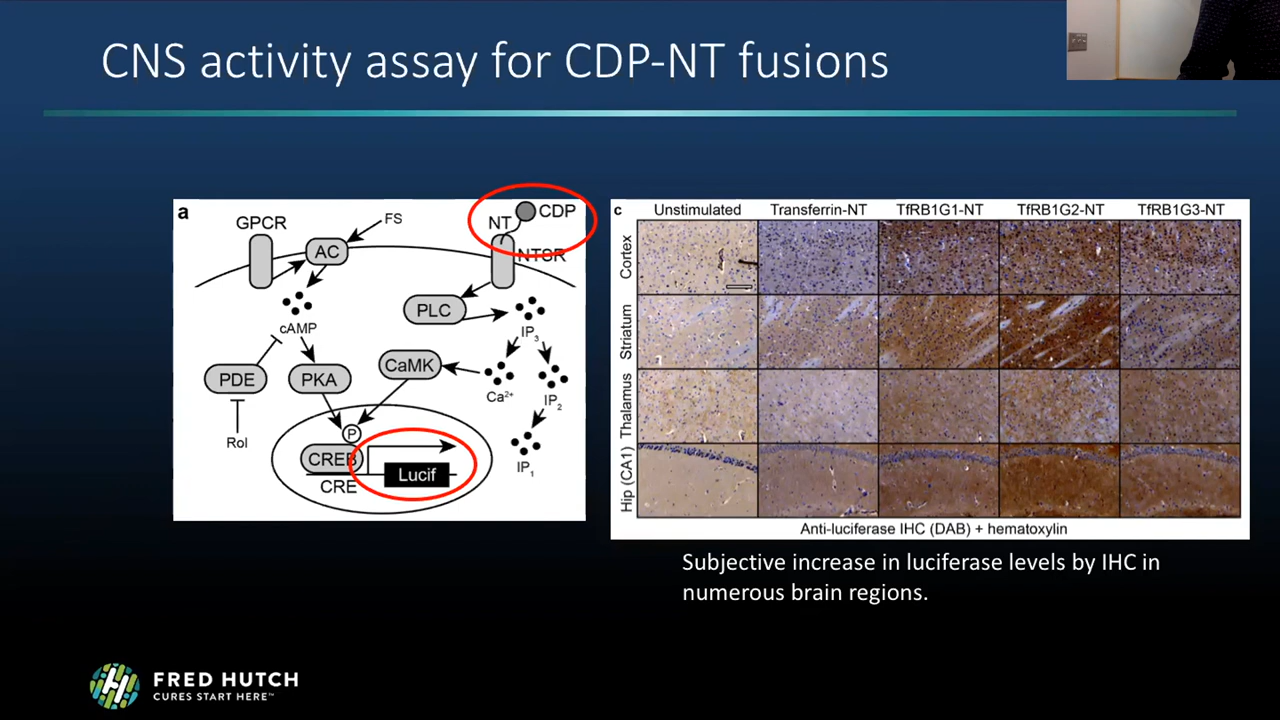 CNS activity assay for CDP-NT fusions
a
GPCR
FS
NT
CDP
AC
NTSR
cAMP
PLC
IP3
PDE
PKA
CaMK
Ca2+
IP2
Rol
P
CREB
Lucif
CRE
IP1
c
Unstimulated
Transferrin-NT
TfRB1G1-NT
TfRB1G2-NT
TfRB1G3-NT
Cortex
Striatum
Thalamus
Hip (CA1)
Anti-luciferase IHC (DAB) + hematoxylin
Subjective increase in luciferase levels by IHC in
numerous brain regions.
FRED HUTCH
CURES START HERE™